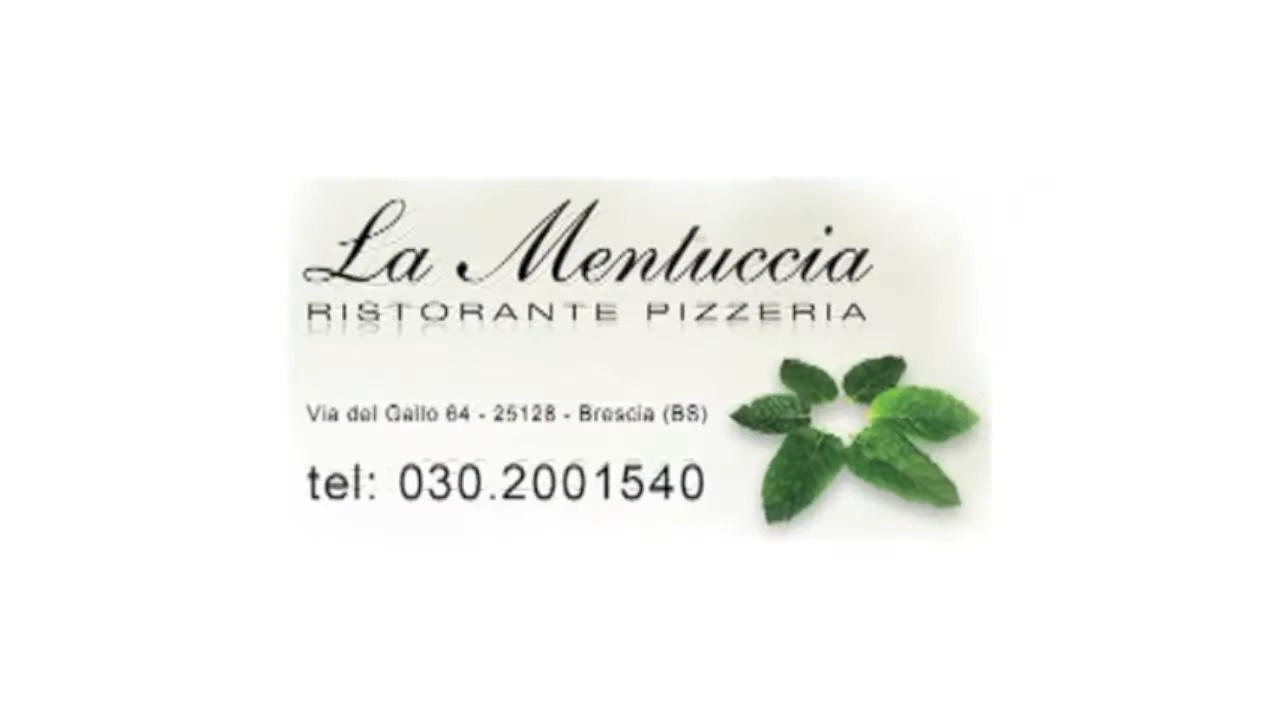 La Mentuccia
RISTORANTE PIZZERIA
Via del Gallo 64 - 25128 - Brescia (BS)
tel: 030.2001540